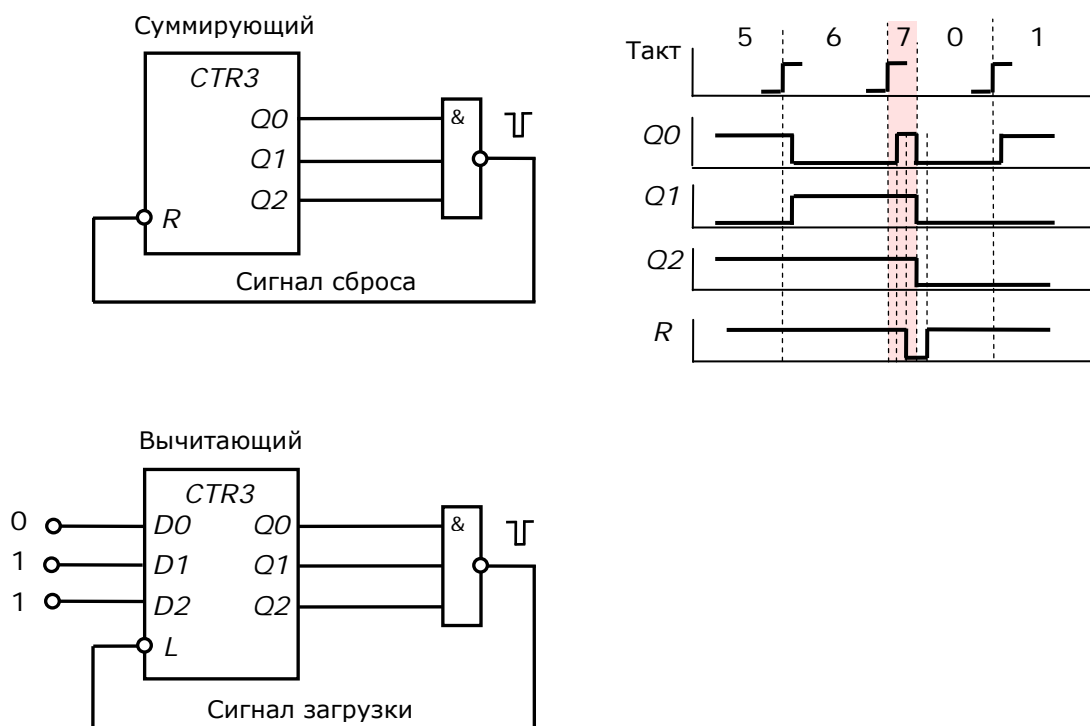 Суммирующий
CTR3
Q0
Q1
Q2
R
&
Сигнал сброса
5 6 7 0 1
Такт
Q0
Q1
Q2
R
Вычитающий
CTR3
0 D0 Q0 &
1 D1 Q1
1 D2 Q2
L
Сигнал загрузки